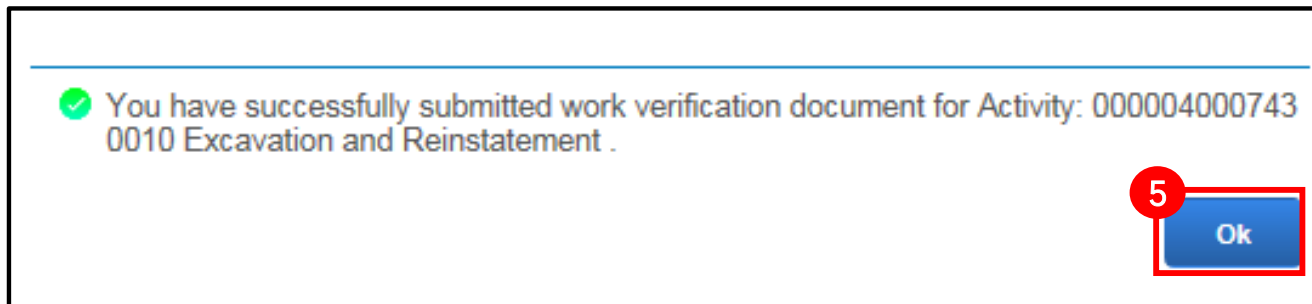 You have successfully submitted work verification document for Activity: 000004000743
0010 Excavation and Reinstatement .
5
Ok